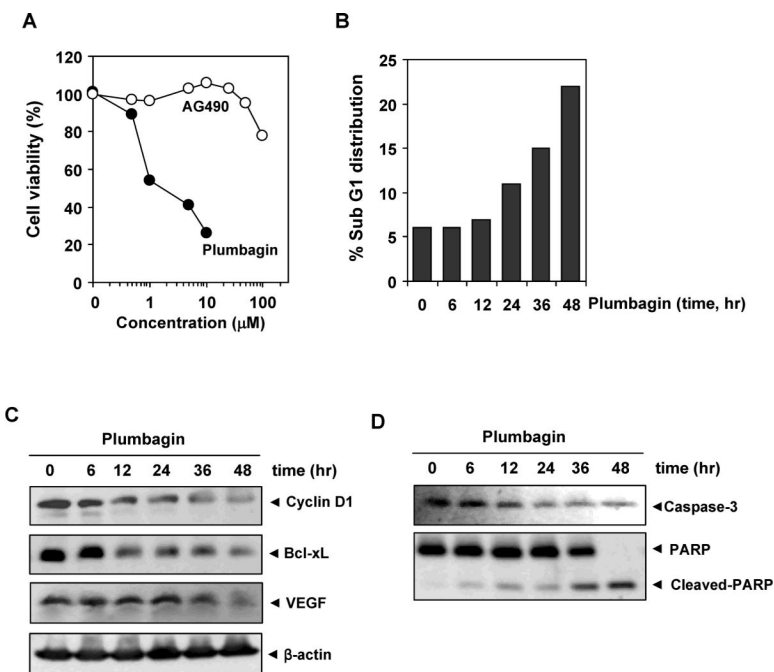 A
120
100
80
60
40
20
0
Cell viability (%)
AG490
Plumbagin
0 1 10 100
Concentration (μM)
B
25
20
15
10
5
0
% Sub G1 distribution
0 6 12 24 36 48 Plumbagin (time, hr)
C
Plumbagin
0 6 12 24 36 48 time (hr)
Cyclin D1
Bcl-xL
VEGF
β-actin
D
Plumbagin
0 6 12 24 36 48 time (hr)
Caspase-3
PARP
Cleaved-PARP